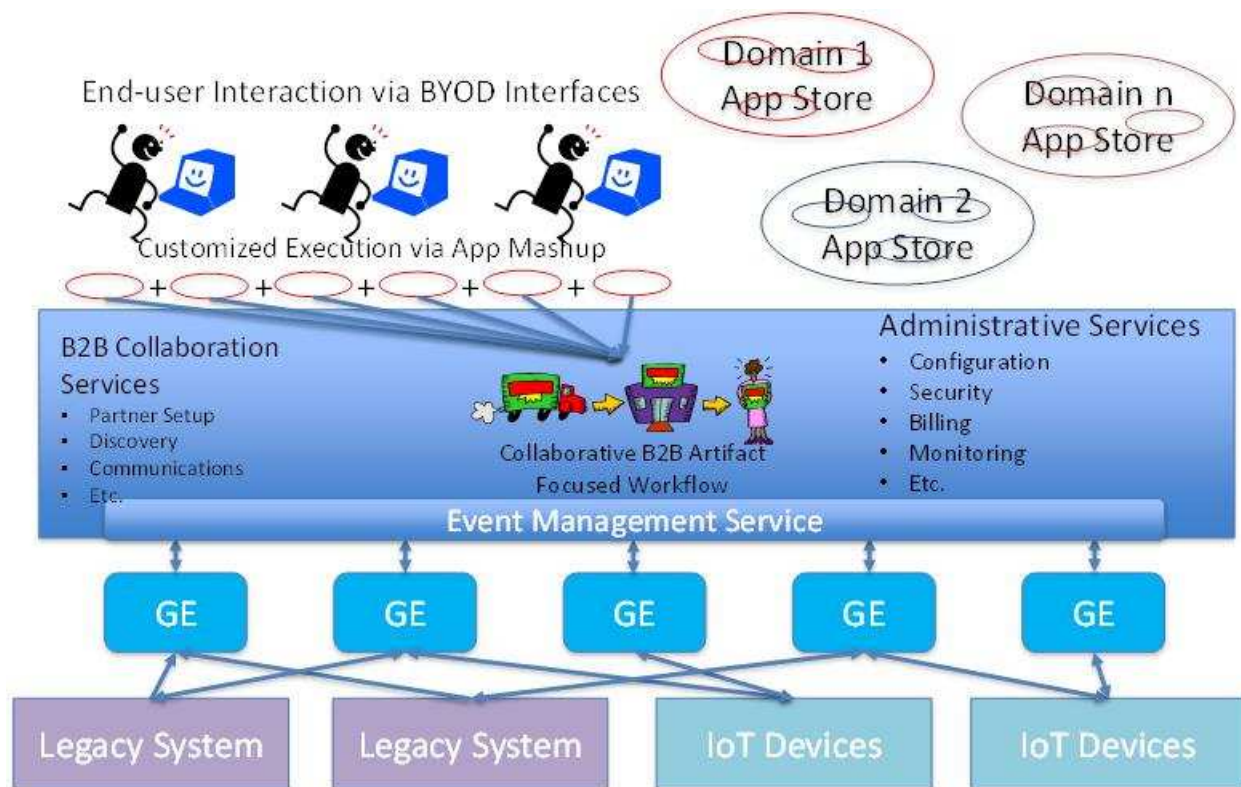 Domain 1
App Store
End-user Interaction via BYOD Interfaces
Domain n
App Store
Domain 2
App Store
Customized Execution via App Mashup
+ + + + +
B2B Collaboration
Services
▪ Partner Setup
▪ Discovery
▪ Communications
▪ Etc.
Collaborative B2B Artifact
Focused Workflow
Administrative Services
• Configuration
• Security
• Billing
• Monitoring
• Etc.
Event Management Service
GE
GE
GE
GE
GE
Legacy System
Legacy System
IoT Devices
IoT Devices